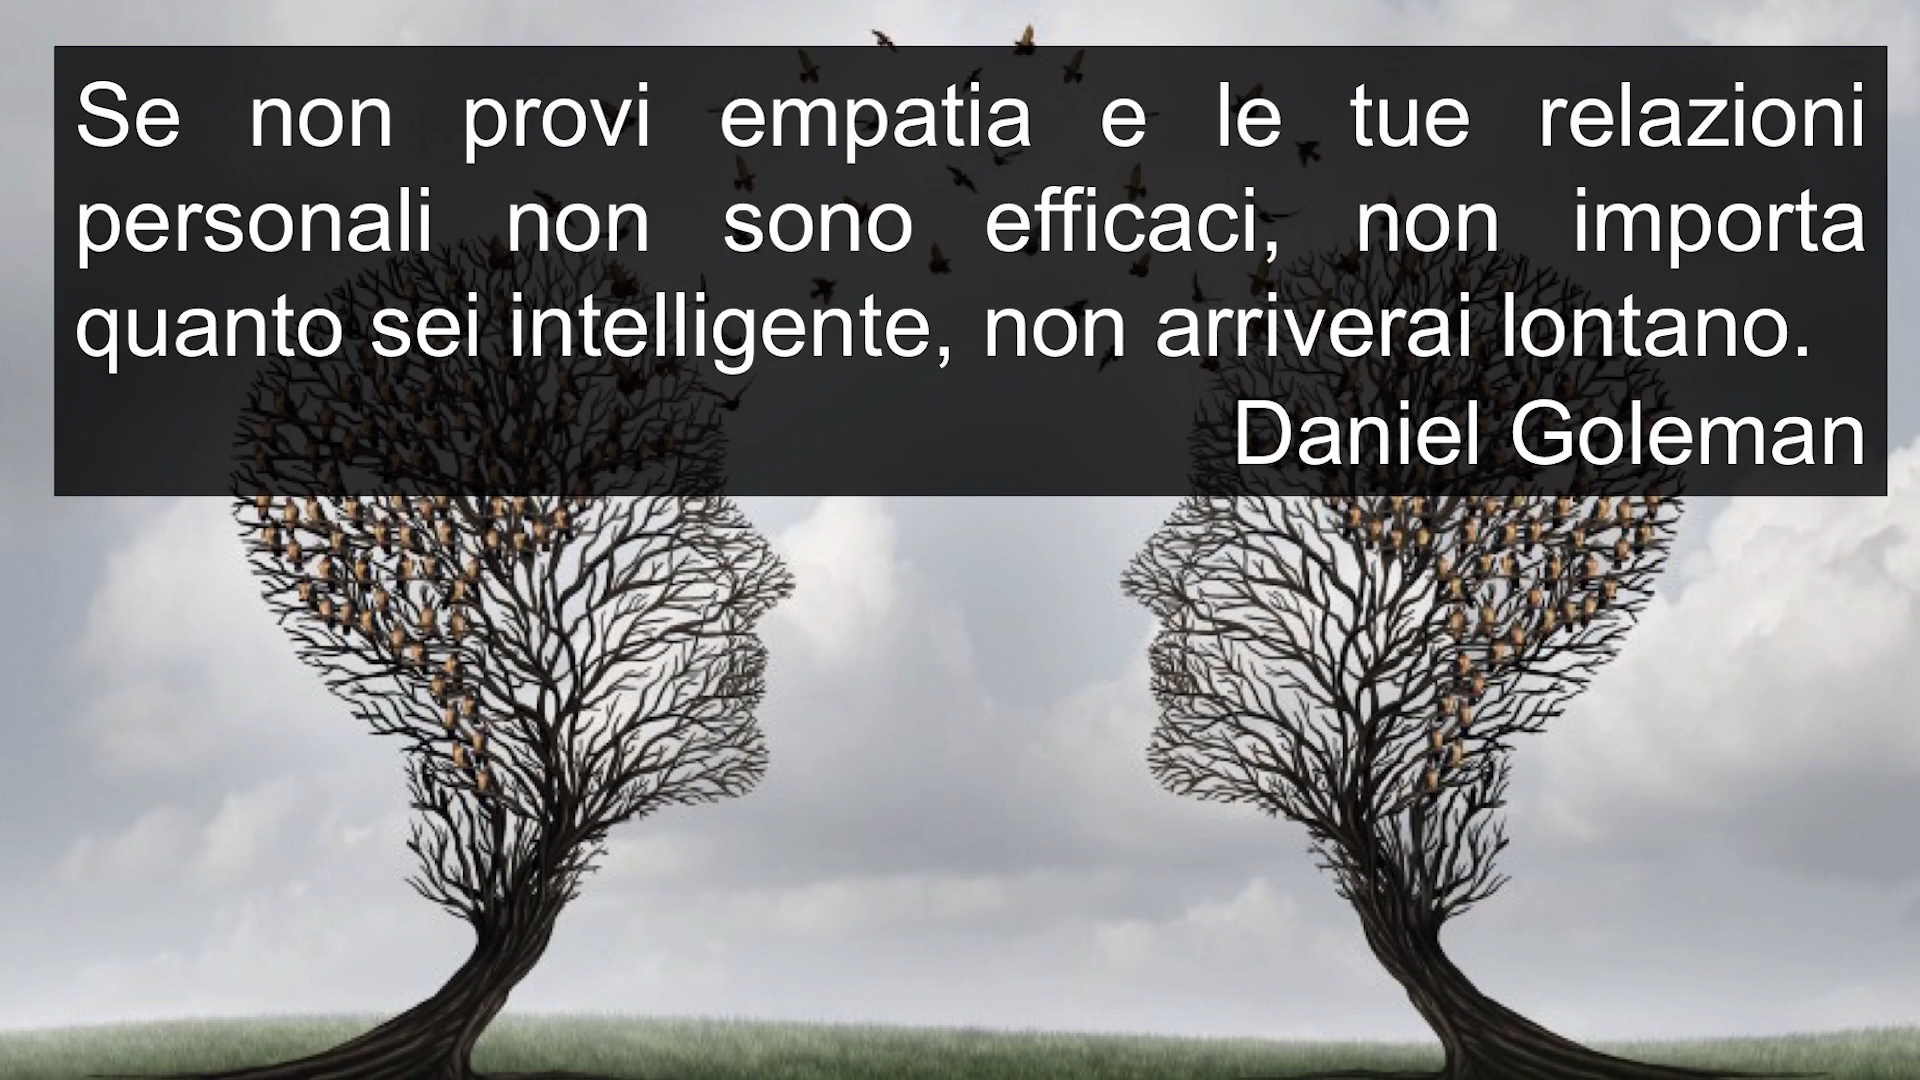 Se non provi empatia e le tue relazioni
personali non sono efficaci, non importa
quanto sei intelligente, non arriverai lontano.
Daniel Goleman